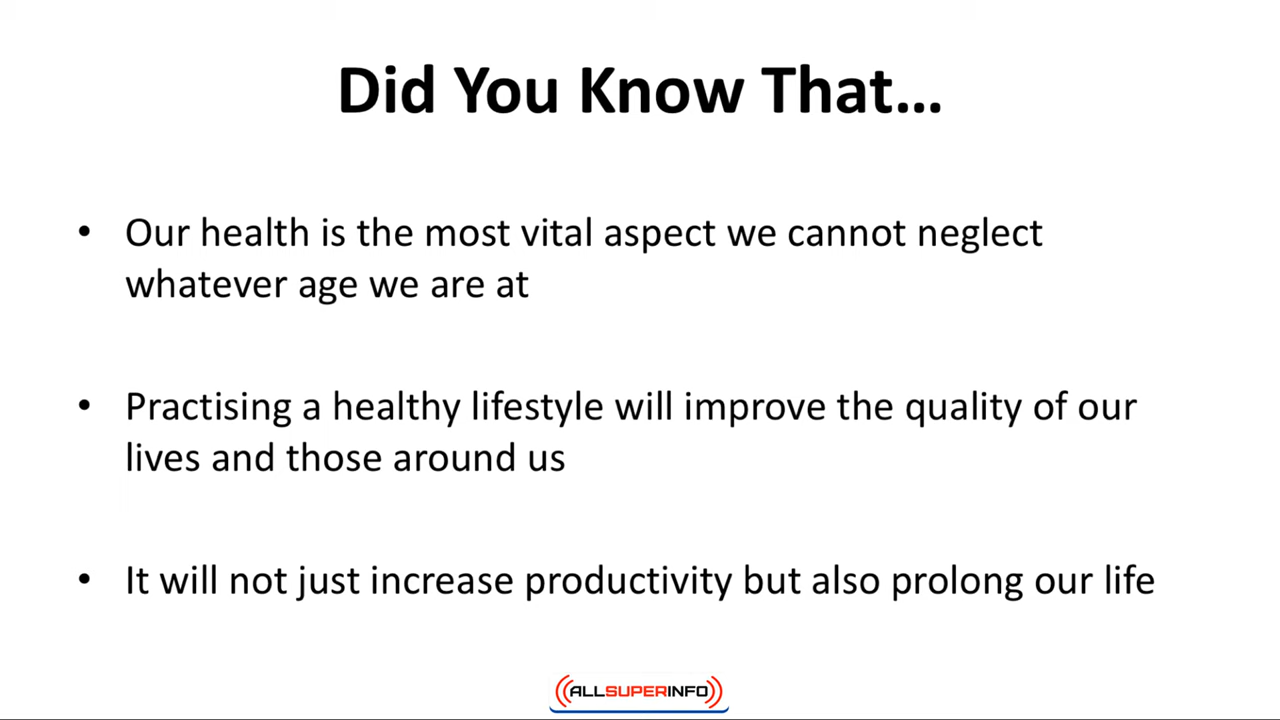 Did You Know That...
• Our health is the most vital aspect we cannot neglect
whatever age we are at
• Practising a healthy lifestyle will improve the quality of our
lives and those around us
• It will not just increase productivity but also prolong our life
ALLSUPERINFO